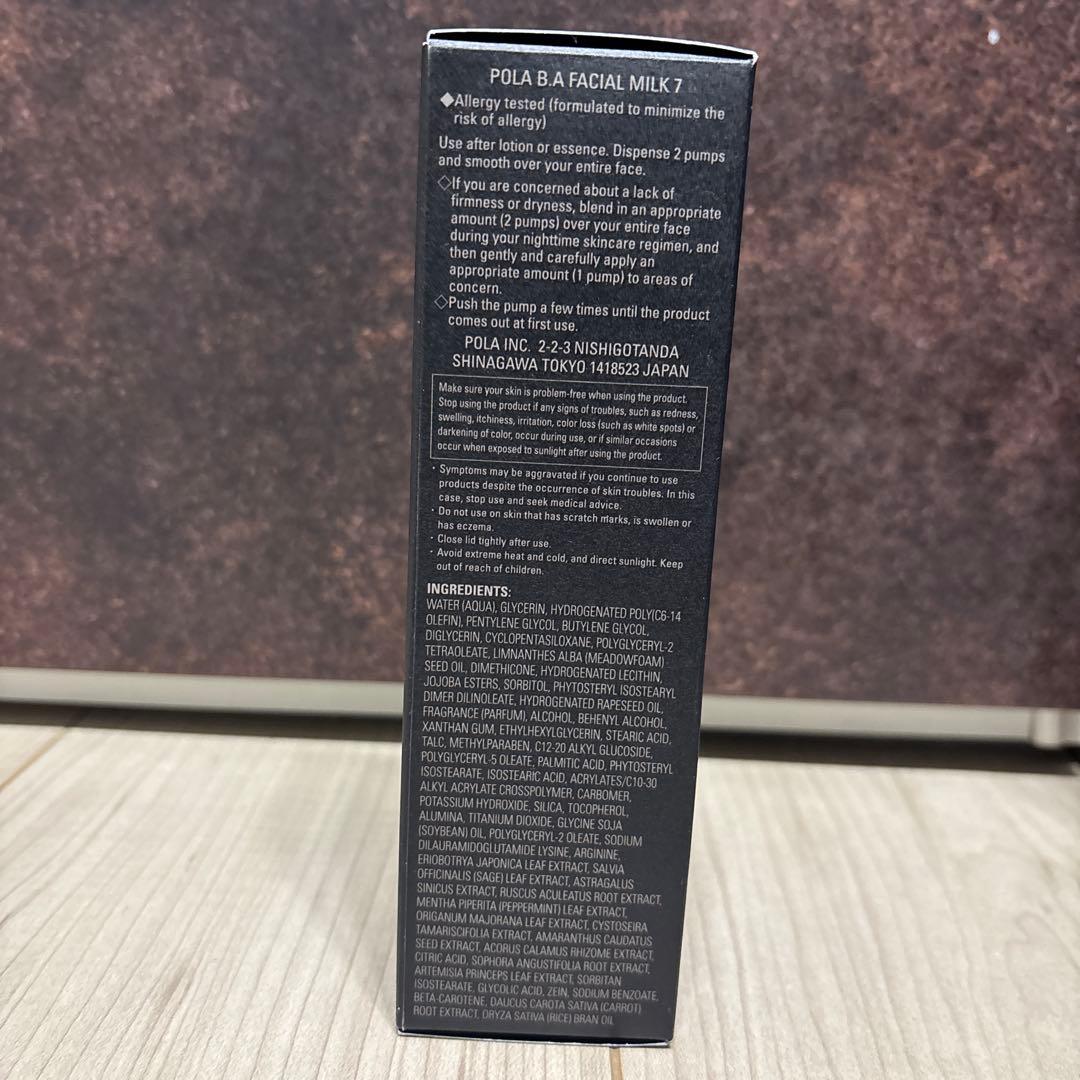 POLA B.A FACIAL MILK 7
◆Allergy tested (formulated to minimize the
risk of allergy)
Use after lotion or essence. Dispense 2 pumps
and smooth over your entire face.
◇If you are concerned about a lack of
firmness or dryness, blend in an appropriate
amount (2 pumps) over your entire face
during your nighttime skincare regimen, and
then gently and carefully apply an
appropriate amount (1 pump) to areas of
concern.
◇Push the pump a few times until the product
comes out at first use.
POLA INC. 2-2-3 NISHIGOTANDA
SHINAGAWA TOKYO 1418523 JAPAN
Make sure your skin is problem-free when using the product.
Stop using the product if any signs of troubles, such as redness,
swelling, itchiness, irritation, color loss (such as white spots) or
darkening of color, occur during use, or if similar occasions
occur when exposed to sunlight after using the product.
・Symptoms may be aggravated if you continue to use
products despite the occurrence of skin troubles. In this
case, stop use and seek medical advice.
・Do not use on skin that has scratch marks, is swollen or
has eczema.
・Close lid tightly after use.
・Avoid extreme heat and cold, and direct sunlight. Keep
out of reach of children.
INGREDIENTS:
WATER (AQUA), GLYCERIN, HYDROGENATED POLY(C6-14
OLEFIN), PENTYLENE GLYCOL, BUTYLENE GLYCOL,
DIGLYCERIN, CYCLOPENTASILOXANE, POLYGLYCERYL-2
TETRAOLEATE, LIMNANTHES ALBA (MEADOWFOAM)
SEED OIL, DIMETHICONE, HYDROGENATED LECITHIN,
JOJOBA ESTERS, SORBITOL, PHYTOSTERYL ISOSTEARYL
DIMER DILINOLEATE, HYDROGENATED RAPESEED OIL,
FRAGRANCE (PARFUM), ALCOHOL, BEHENYL ALCOHOL,
XANTHAN GUM, ETHYLHEXYLGLYCERIN, STEARIC ACID,
TALC, METHYLPARABEN, C12-20 ALKYL GLUCOSIDE,
POLYGLYCERYL-5 OLEATE, PALMITIC ACID, PHYTOSTERYL
ISOSTEARATE, ISOSTEARIC ACID, ACRYLATES/C10-30
ALKYL ACRYLATE CROSSPOLYMER, CARBOMER,
POTASSIUM HYDROXIDE, SILICA, TOCOPHEROL,
ALUMINA, TITANIUM DIOXIDE, GLYCINE SOJA
(SOYBEAN) OIL, POLYGLYCERYL-2 OLEATE, SODIUM
DILAURAMIDOGLUTAMIDE LYSINE, ARGININE,
ERIOBOTRYA JAPONICA LEAF EXTRACT, SALVIA
OFFICINALIS (SAGE) LEAF EXTRACT, ASTRAGALUS
SINICUS EXTRACT, RUSCUS ACULEATUS ROOT EXTRACT,
MENTHA PIPERITA (PEPPERMINT) LEAF EXTRACT,
ORIGANUM MAJORANA LEAF EXTRACT, CYSTOSEIRA
TAMARISCIFOLIA EXTRACT, AMARANTHUS CAUDATUS
SEED EXTRACT, ACORUS CALAMUS RHIZOME EXTRACT,
CITRIC ACID, SOPHORA ANGUSTIFOLIA ROOT EXTRACT,
ARTEMISIA PRINCEPS LEAF EXTRACT, SORBITAN
ISOSTEARATE, GLYCOLIC ACID, ZEIN, SODIUM BENZOATE,
BETA-CAROTENE, DAUCUS CAROTA SATIVA (CARROT)
ROOT EXTRACT, ORYZA SATIVA (RICE) BRAN OIL